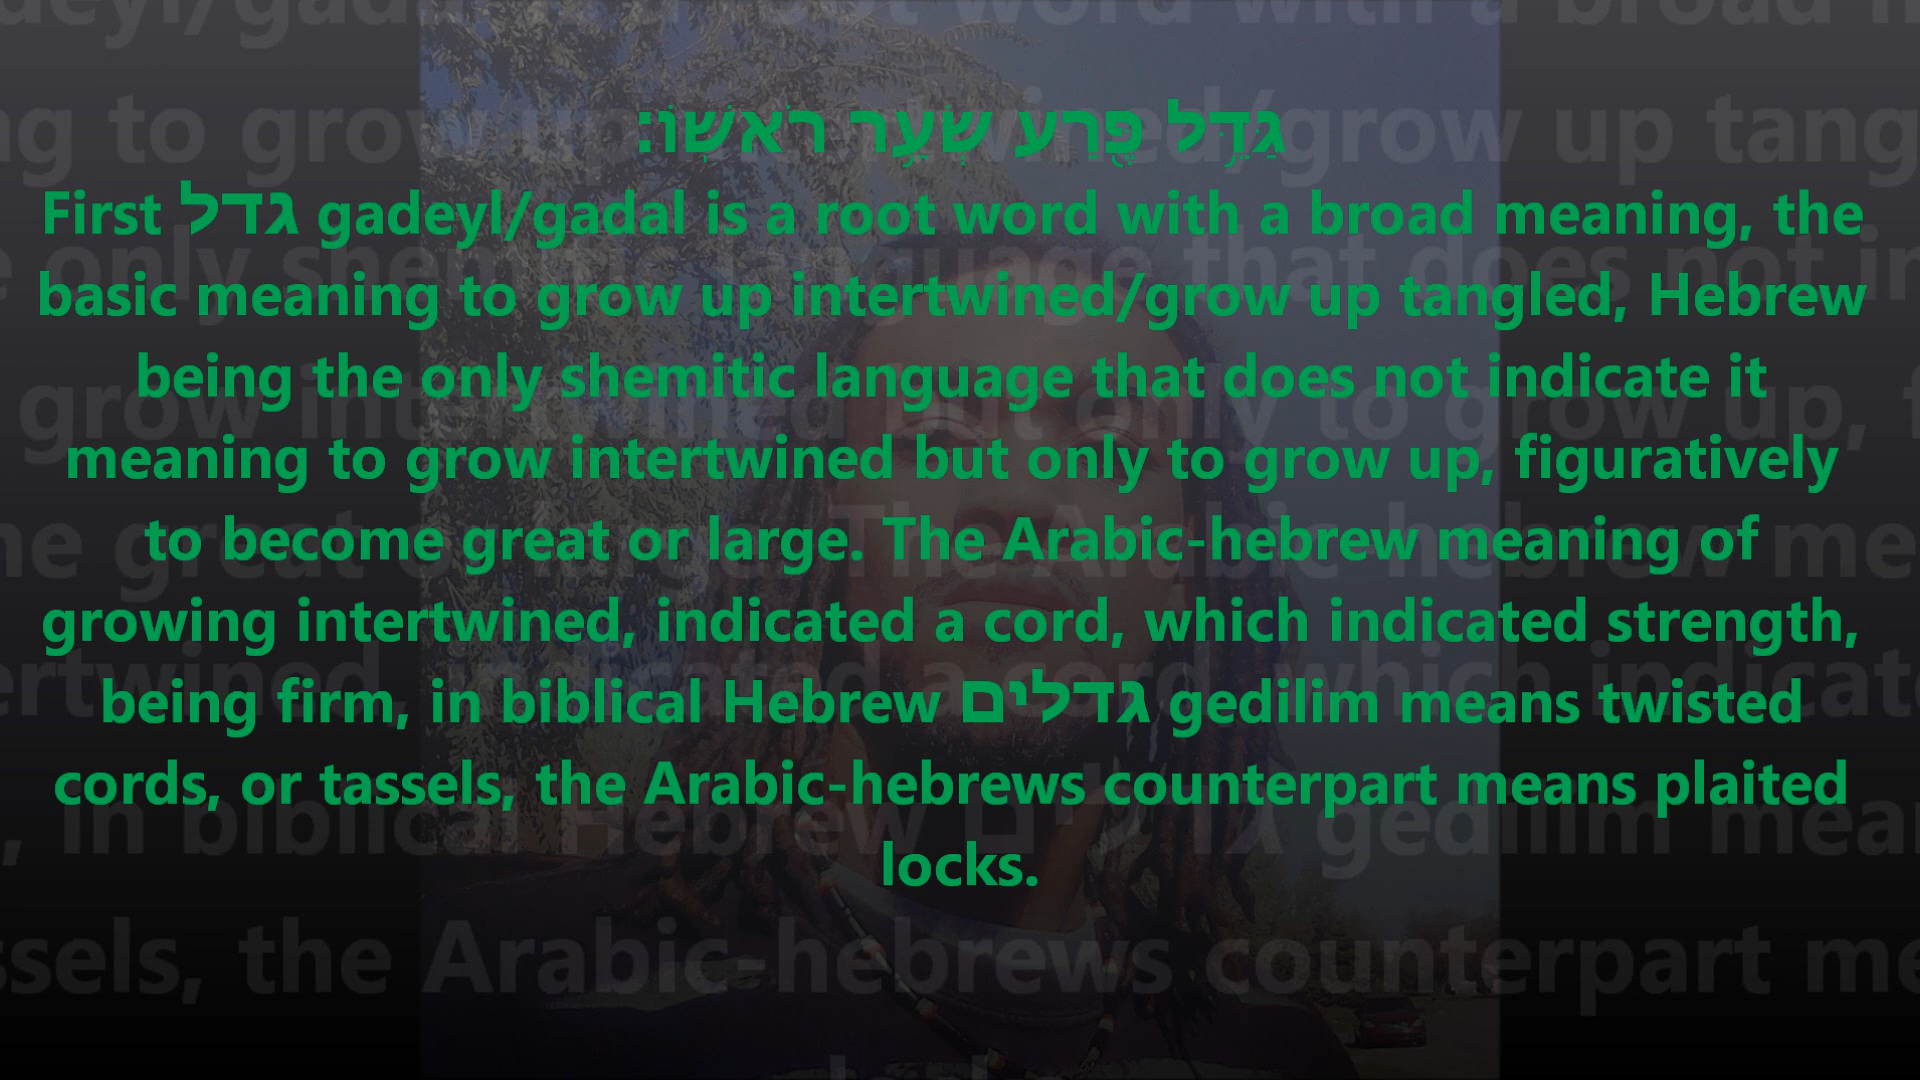 גַּדֵּ֥ל פֶּ֖רַע שְׂעַ֥ר רֹאשֽׁוֹ׃
First גדל gadeyl/gadal is a root word with a broad meaning, the
basic meaning to grow up intertwined/grow up tangled, Hebrew
being the only shemitic language that does not indicate it
meaning to grow intertwined but only to grow up, figuratively
to become great or large. The Arabic-hebrew meaning of
growing intertwined, indicated a cord, which indicated strength,
being firm, in biblical Hebrew גדלים gedilim means twisted
cords, or tassels, the Arabic-hebrews counterpart means plaited
locks.